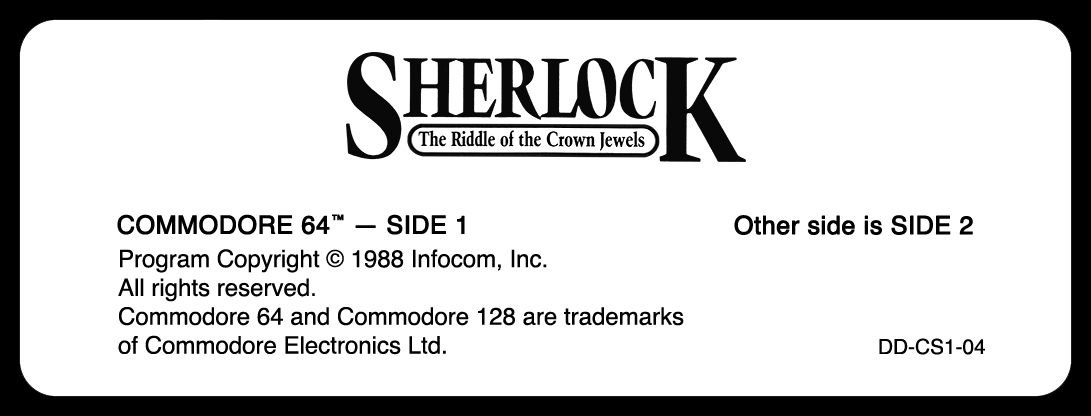 SHERLOCK
The Riddle of the Crown Jewels
COMMODORE 64™ — SIDE 1
Other side is SIDE 2
Program Copyright © 1988 Infocom, Inc.
All rights reserved.
Commodore 64 and Commodore 128 are trademarks
of Commodore Electronics Ltd.
DD-CS1-04